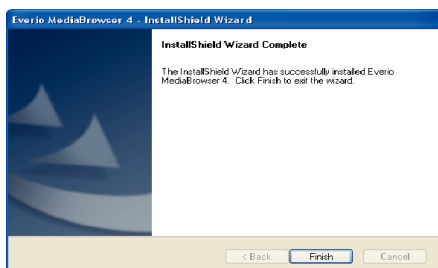 Everio MediaBrowser 4 - InstallShield Wizard
InstallShield Wizard Complete
The InstallShield Wizard has successfully installed Everio
MediaBrowser 4. Click Finish to exit the wizard.
< Back Finish Cancel